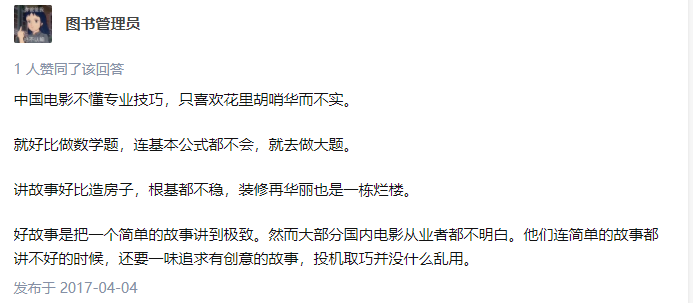 图书管理员
1 人赞同了该回答
中国电影不懂专业技巧，只喜欢花里胡哨华而不实。
就好比做数学题，连基本公式都不会，就去做大题。
讲故事好比造房子，根基都不稳，装修再华丽也是一栋烂楼。
好故事是把一个简单的故事讲到极致。然而大部分国内电影从业者都不明白。他们连简单的故事都
讲不好的时候，还要一味追求有创意的故事，投机取巧并没什么乱用。
发布于 2017-04-04